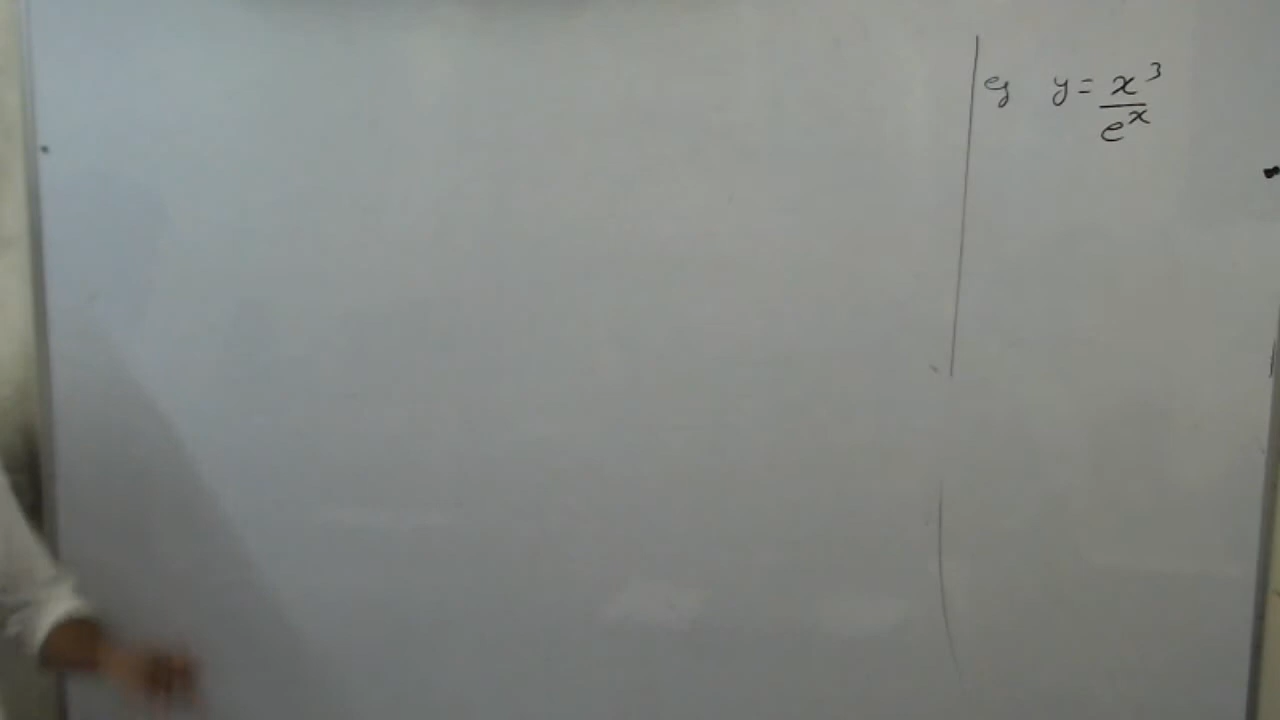 eg y = x³/eˣ